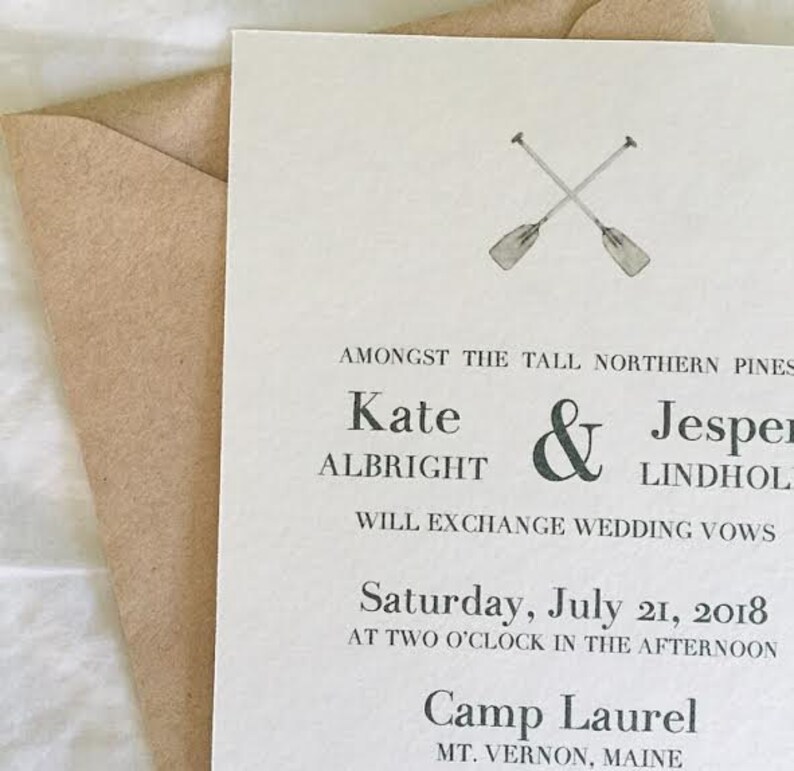 AMONGST THE TALL NORTHERN PINES
Kate & Jesper
ALBRIGHT LINDHOL
WILL EXCHANGE WEDDING VOWS
Saturday, July 21, 2018
AT TWO O'CLOCK IN THE AFTERNOON
Camp Laurel
MT. VERNON, MAINE